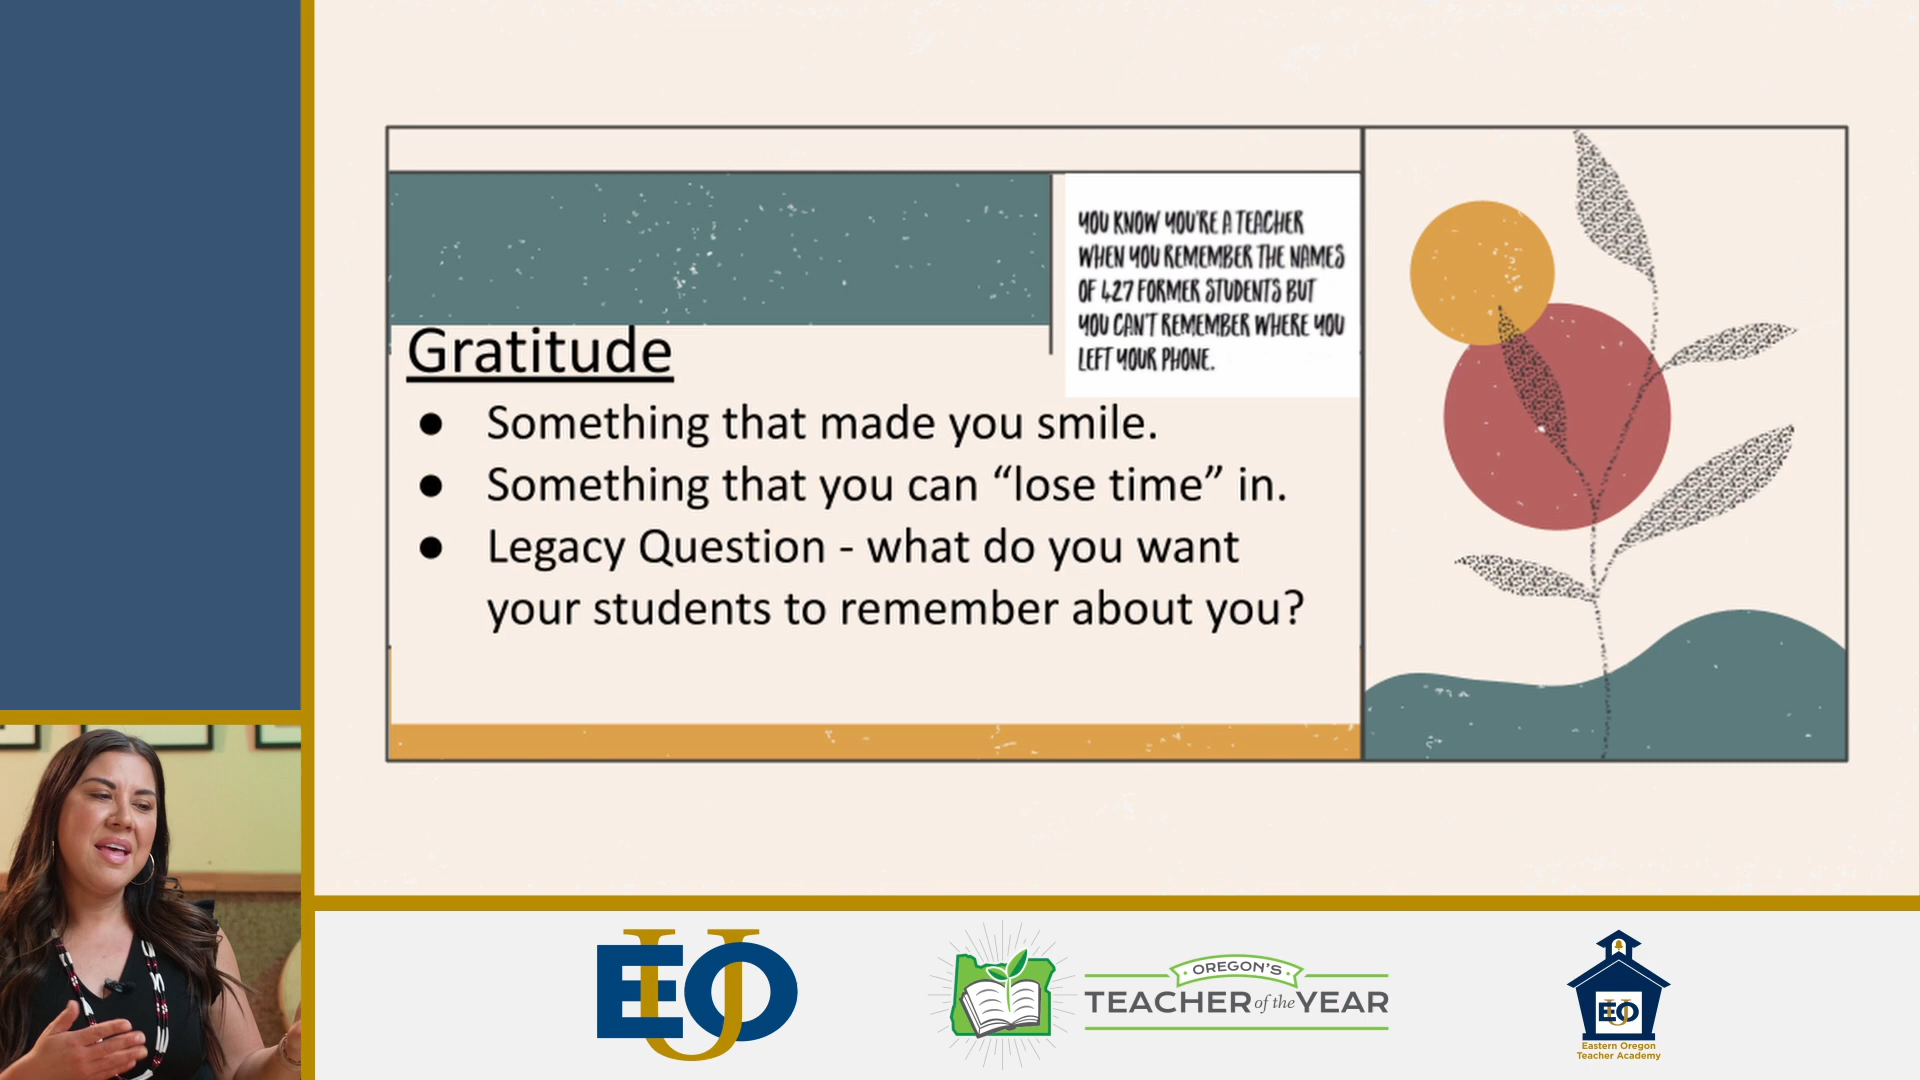 YOU KNOW YOU'RE A TEACHER
WHEN YOU REMEMBER THE NAMES
OF 427 FORMER STUDENTS BUT
YOU CAN'T REMEMBER WHERE YOU
LEFT YOUR PHONE.
Gratitude
● Something that made you smile.
● Something that you can “lose time” in.
● Legacy Question - what do you want
your students to remember about you?
EOU
OREGON'S
TEACHER of the YEAR
EOU
Eastern Oregon
Teacher Academy